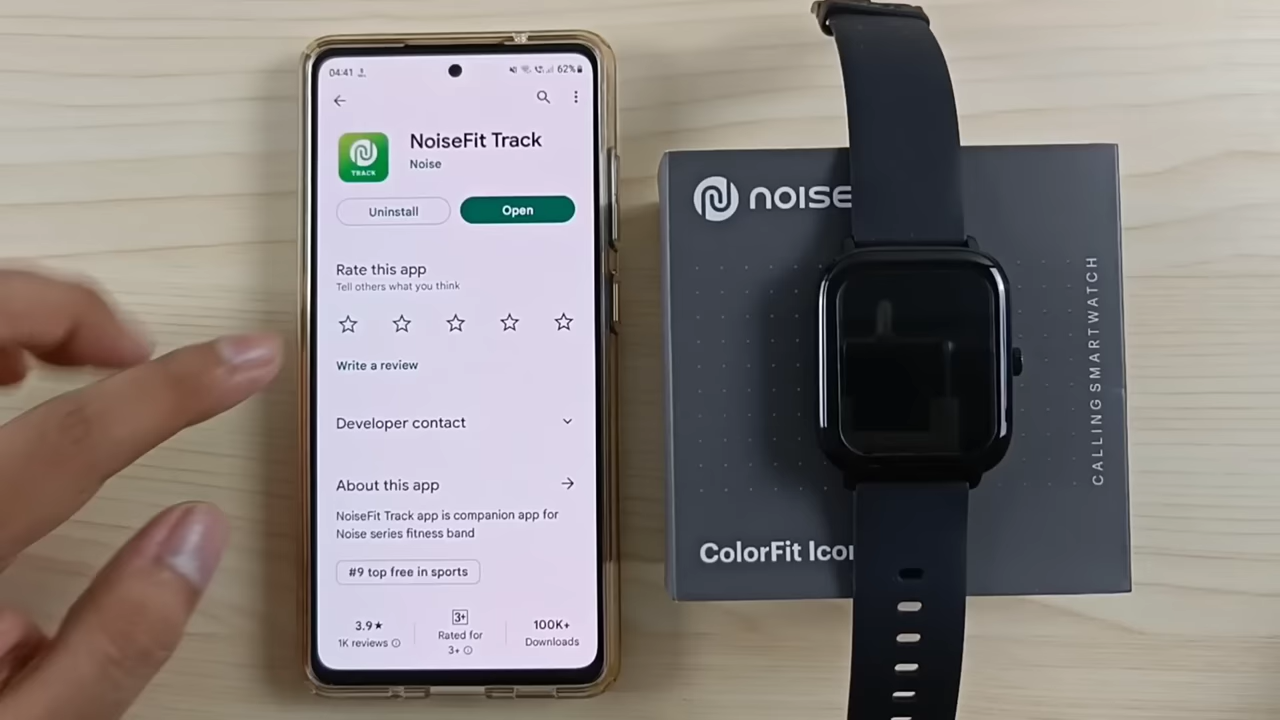 04:41
62%
NoiseFit Track
Noise
TRACK
Uninstall
Open
Rate this app
Tell others what you think
Write a review
Developer contact
About this app
NoiseFit Track app is companion app for
Noise series fitness band
#9 top free in sports
3.9★
1K reviews
3+
Rated for
3+
100K+
Downloads
NOISE
CALLING SMARTWATCH
ColorFit Icon